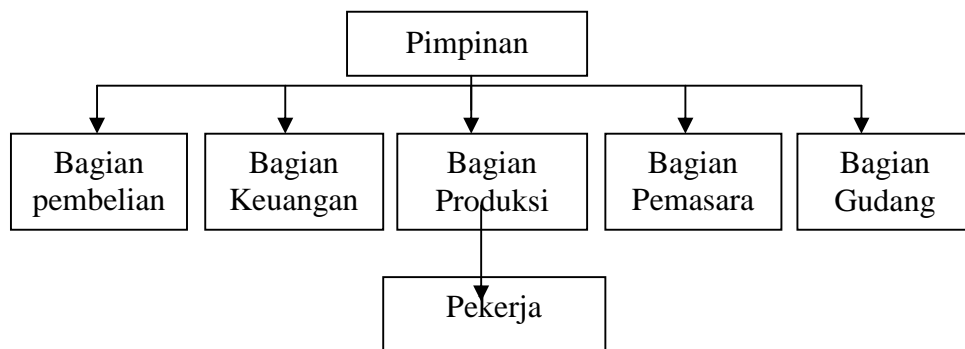 Pimpinan
Bagian
pembelian
Bagian
Keuangan
Bagian
Produksi
Bagian
Pemasara
Bagian
Gudang
Pekerja